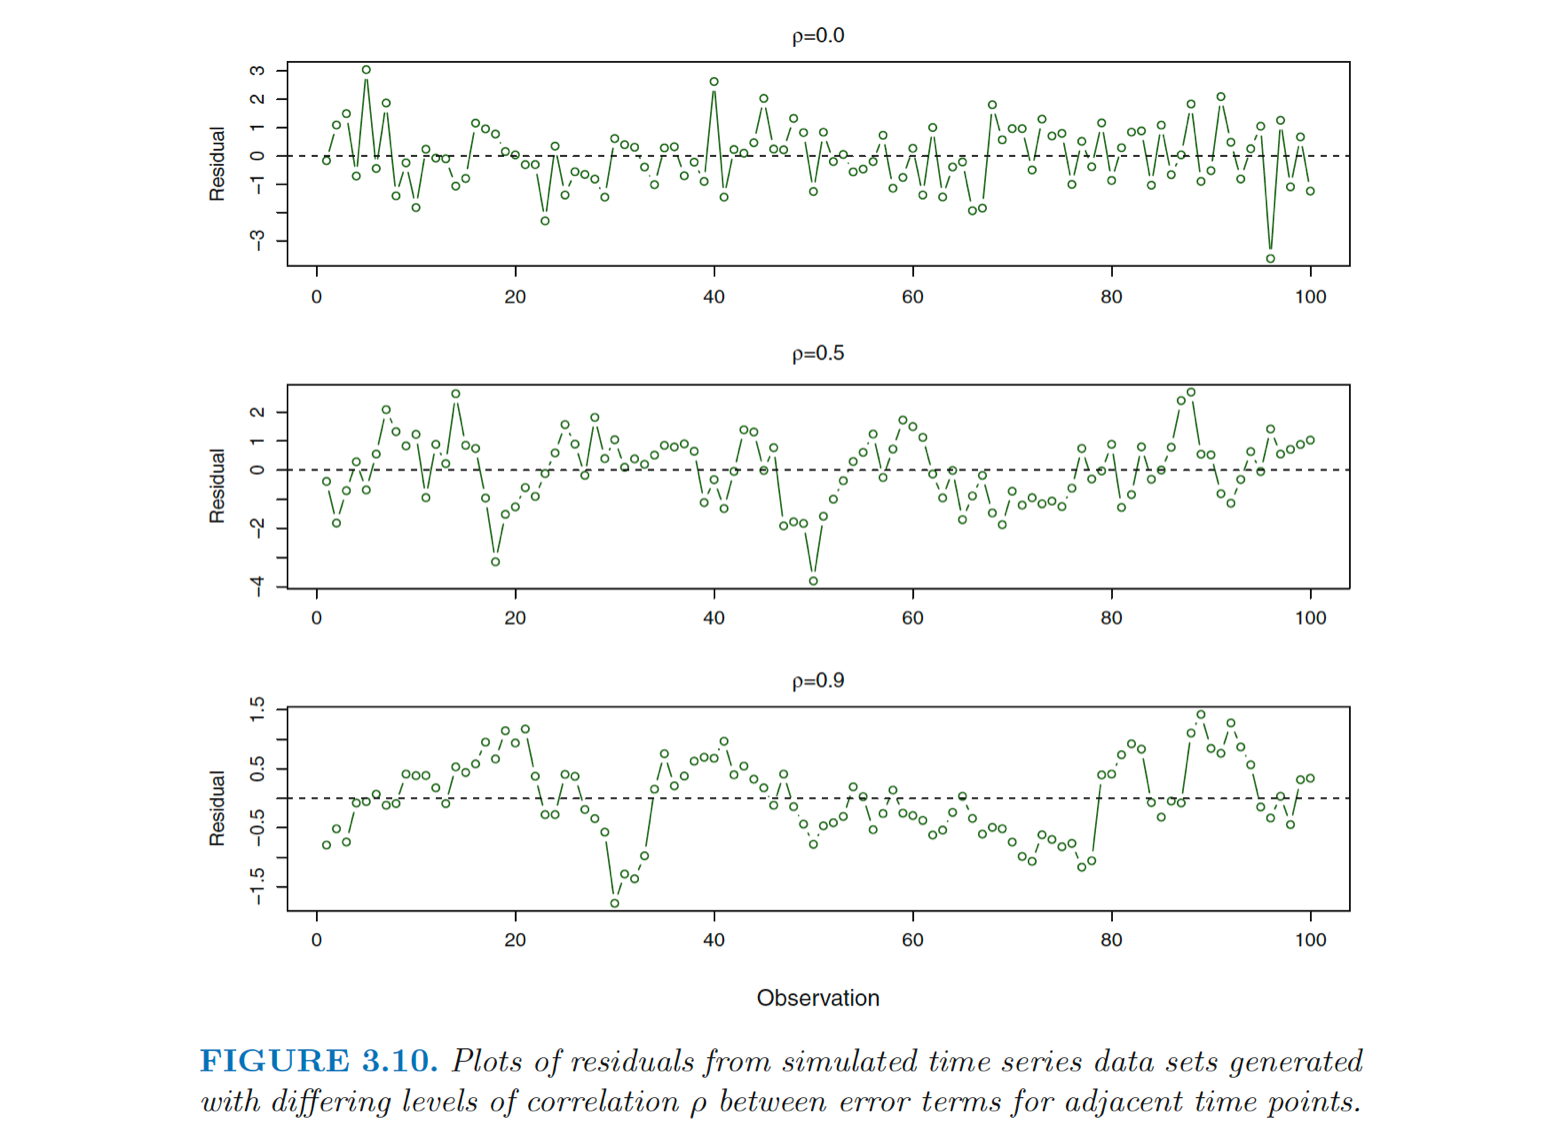 ρ=0.0
Residual
3
2
1
0
−1
−3
0 20 40 60 80 100
ρ=0.5
Residual
2
1
0
−2
−4
0 20 40 60 80 100
ρ=0.9
Residual
1.5
0.5
−0.5
−1.5
0 20 40 60 80 100
Observation
FIGURE 3.10. Plots of residuals from simulated time series data sets generated
with differing levels of correlation ρ between error terms for adjacent time points.